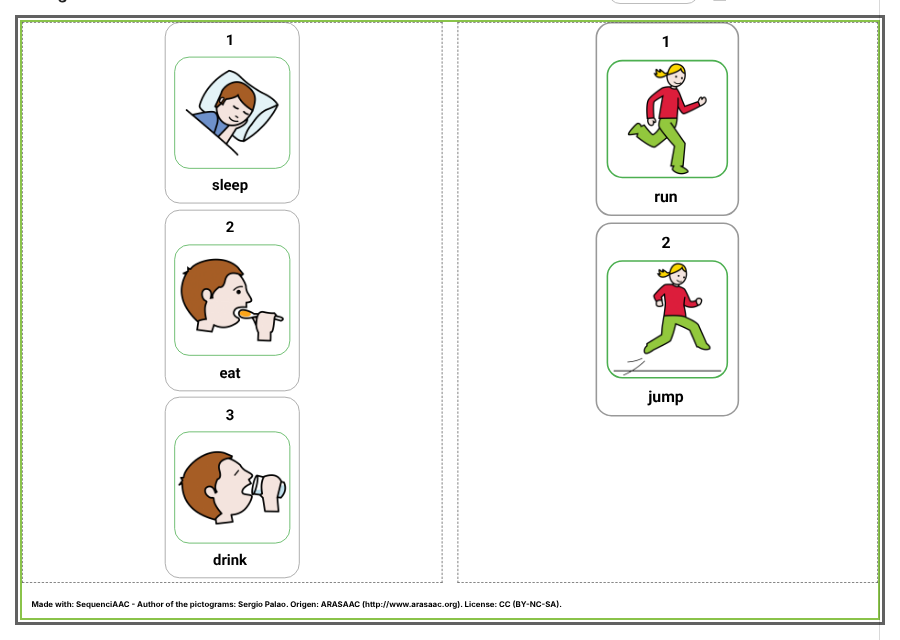 1
sleep
2
eat
3
drink
1
run
2
jump
Made with: SequenciAAC - Author of the pictograms: Sergio Palao. Origen: ARASAAC (http://www.arasaac.org). License: CC (BY-NC-SA).